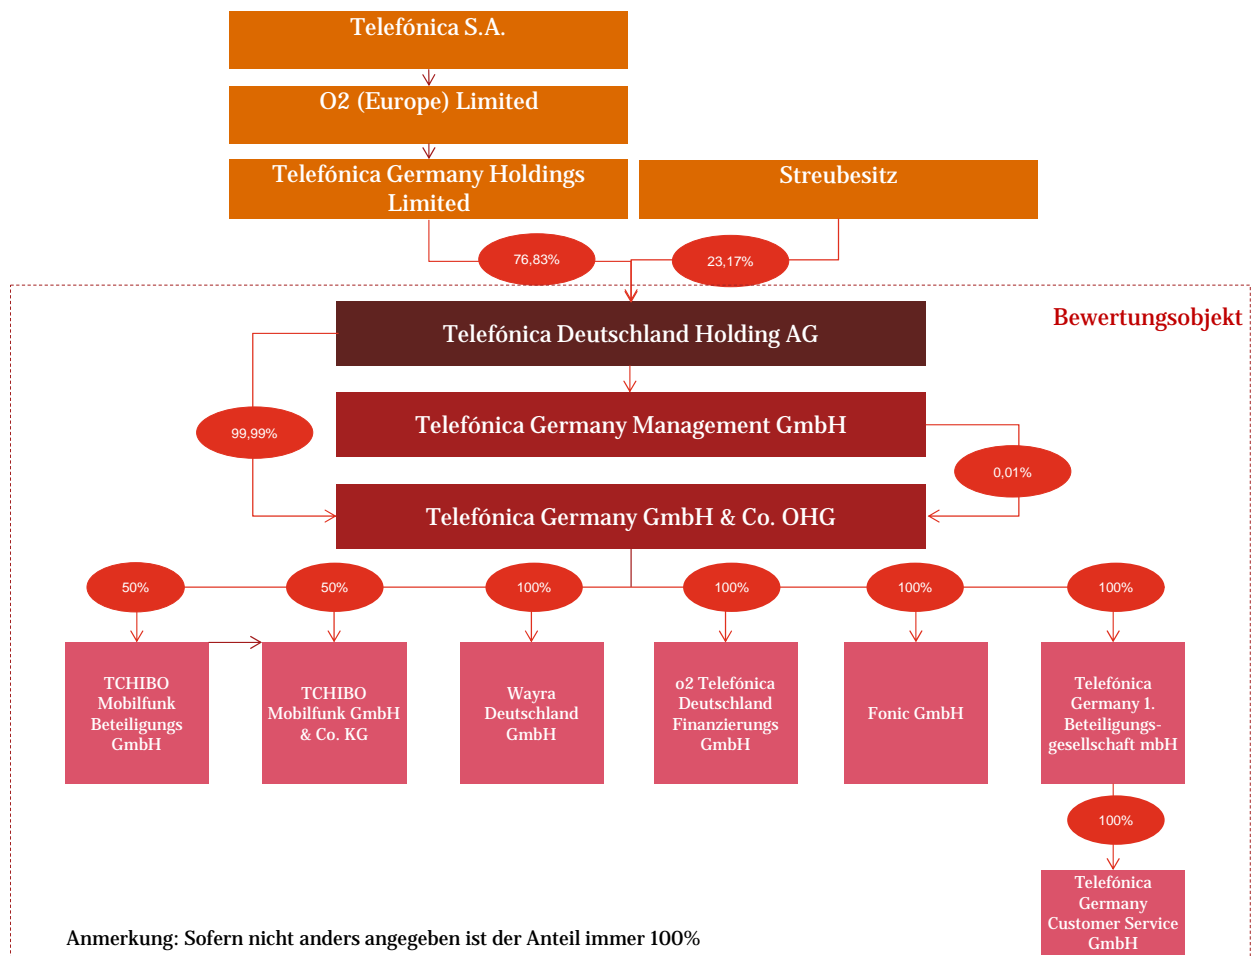 Telefónica S.A.
O2 (Europe) Limited
Telefónica Germany Holdings
Limited
Streubesitz
76,83%
23,17%
Bewertungsobjekt
Telefónica Deutschland Holding AG
Telefónica Germany Management GmbH
99,99%
0,01%
Telefónica Germany GmbH & Co. OHG
50%
50%
100%
100%
100%
100%
TCHIBO
Mobilfunk
Beteiligungs
GmbH
TCHIBO
Mobilfunk GmbH
& Co. KG
Wayra
Deutschland
GmbH
o2 Telefónica
Deutschland
Finanzierungs
GmbH
Fonic GmbH
Telefónica
Germany 1.
Beteiligungs-
gesellschaft mbH
100%
Telefónica
Germany
Customer Service
GmbH
Anmerkung: Sofern nicht anders angegeben ist der Anteil immer 100%